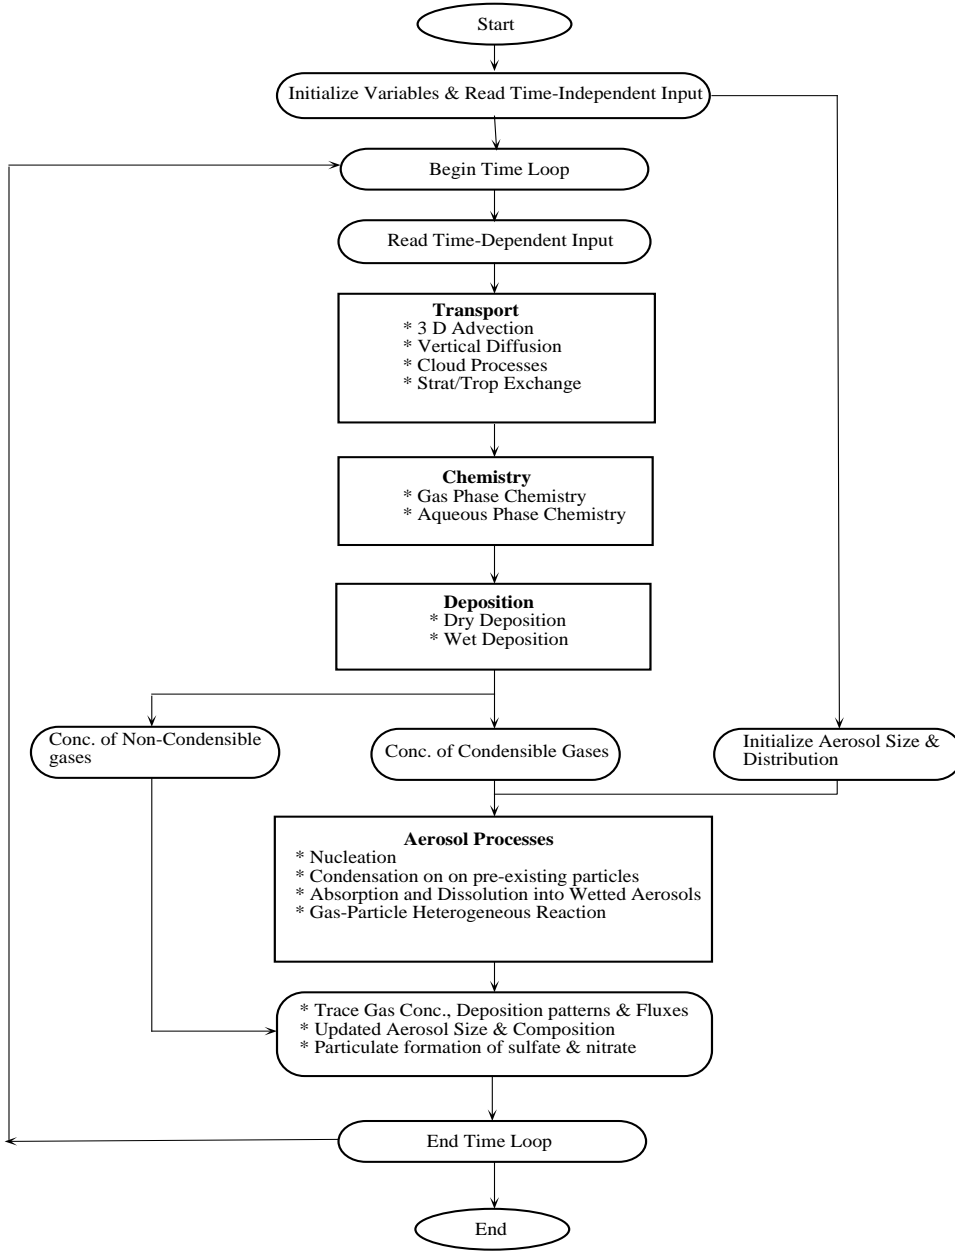 Start
Initialize Variables & Read Time-Independent Input
Begin Time Loop
Read Time-Dependent Input
Transport
* 3 D Advection
* Vertical Diffusion
* Cloud Processes
* Strat/Trop Exchange
Chemistry
* Gas Phase Chemistry
* Aqueous Phase Chemistry
Deposition
* Dry Deposition
* Wet Deposition
Conc. of Non-Condensible
gases
Conc. of Condensible Gases
Initialize Aerosol Size &
Distribution
Aerosol Processes
* Nucleation
* Condensation on on pre-existing particles
* Absorption and Dissolution into Wetted Aerosols
* Gas-Particle Heterogeneous Reaction
* Trace Gas Conc., Deposition patterns & Fluxes
* Updated Aerosol Size & Composition
* Particulate formation of sulfate & nitrate
End Time Loop
End